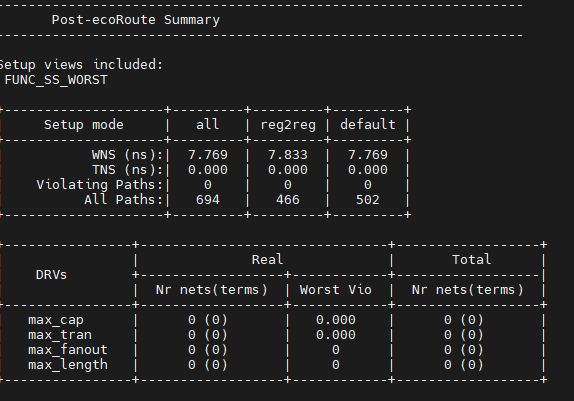 ------------------------------------------------------------------
       Post-ecoRoute Summary
------------------------------------------------------------------
Setup views included:
 FUNC_SS_WORST
+--------------------+---------+---------+---------+
|     Setup mode     |   all   | reg2reg | default |
+--------------------+---------+---------+---------+
|           WNS (ns):|  7.769  |  7.833  |  7.769  |
|           TNS (ns):|  0.000  |  0.000  |  0.000  |
|    Violating Paths:|    0    |    0    |    0    |
|          All Paths:|   694   |   466   |   502   |
+--------------------+---------+---------+---------+
+----------------+-------------------------------+------------------+
|                |              Real             |       Total      |
|    DRVs        +------------------+------------+------------------|
|                |  Nr nets(terms)  | Worst Vio  |  Nr nets(terms)  |
+----------------+------------------+------------+------------------+
|   max_cap      |      0 (0)       |   0.000    |      0 (0)       |
|   max_tran     |      0 (0)       |   0.000    |      0 (0)       |
|   max_fanout   |      0 (0)       |     0      |      0 (0)       |
|   max_length   |      0 (0)       |     0      |      0 (0)       |
+----------------+------------------+------------+------------------+